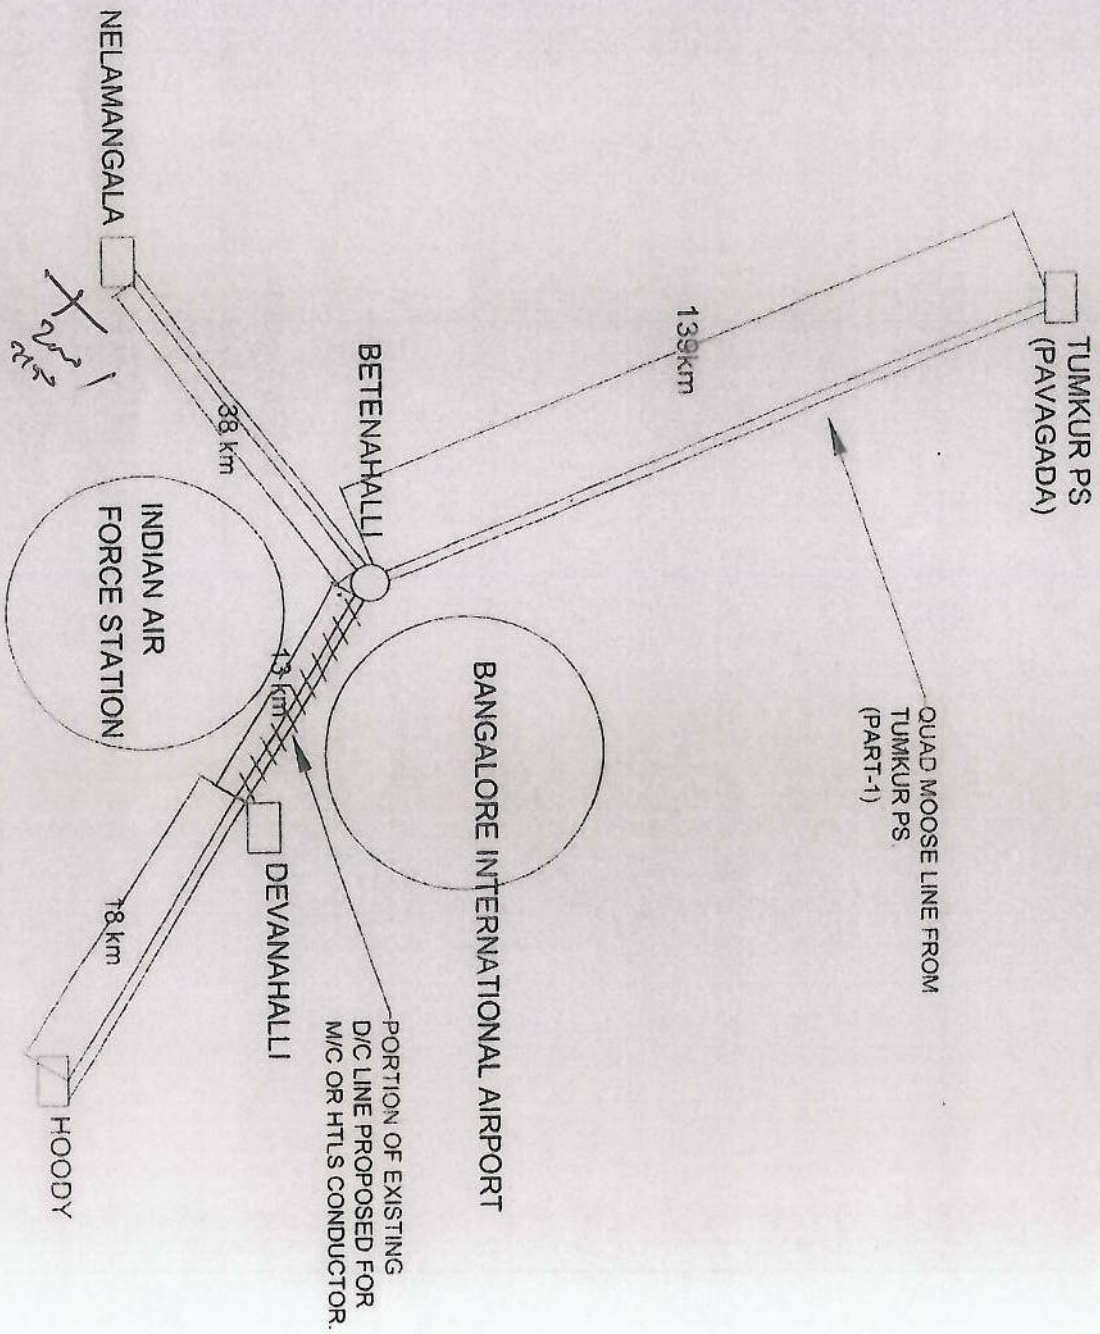 TUMKUR PS
(PAVAGADA)
139km
QUAD MOOSE LINE FROM
TUMKUR PS.
(PART-1)
NELAMANGALA
BETENAHALLI
38 km
INDIAN AIR
FORCE STATION
13 km
BANGALORE INTERNATIONAL AIRPORT
DEVANAHALLI
PORTION OF EXISTING
D/C LINE PROPOSED FOR
M/C OR HTLS CONDUCTOR.
18 km
HOODY